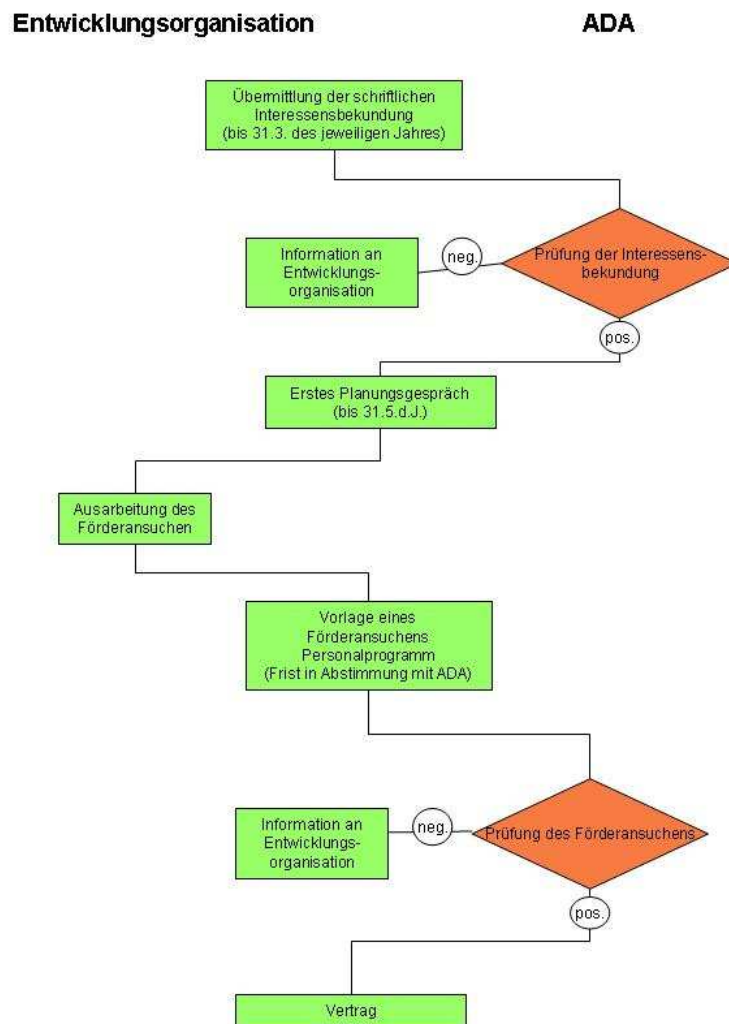 Entwicklungsorganisation ADA
Übermittlung der schriftlichen
Interessensbekundung
(bis 31.3. des jeweiligen Jahres)
Prüfung der Interessens-
bekundung
neg.
Information an
Entwicklungs-
organisation
pos.
Erstes Planungsgespräch
(bis 31.5.d.J.)
Ausarbeitung des
Förderansuchen
Vorlage eines
Förderansuchens
Personalprogramm
(Frist in Abstimmung mit ADA)
Prüfung des Förderansuchens
neg.
Information an
Entwicklungs-
organisation
pos.
Vertrag